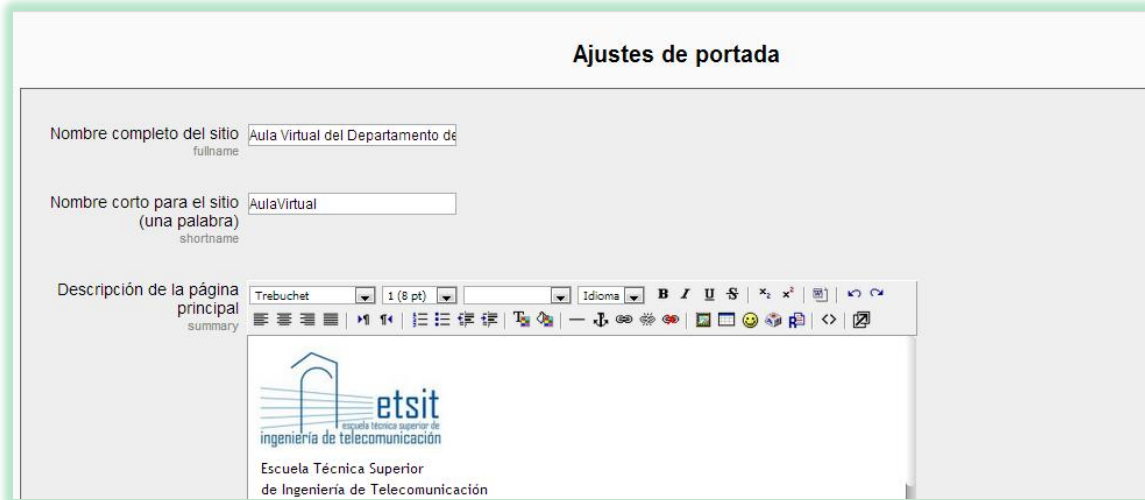 Ajustes de portada
Nombre completo del sitio
Aula Virtual del Departamento de
fullname
Nombre corto para el sitio
AulaVirtual
(una palabra)
shortname
Descripción de la página
principal
summary
Trebuchet 1 (8 pt) Idioma B I U S x₂ x²
etsit
escuela técnica superior de
ingeniería de telecomunicación
Escuela Técnica Superior
de Ingeniería de Telecomunicación